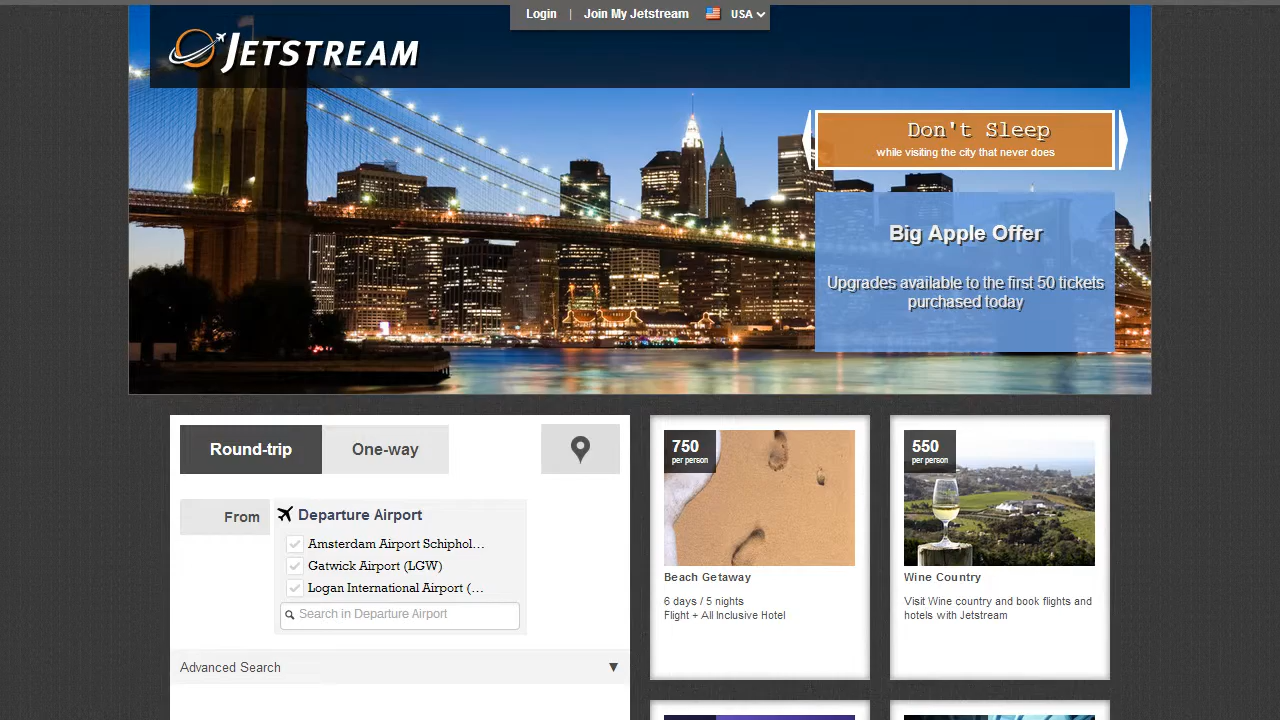 Login | Join My Jetstream USA
JETSTREAM
Don't Sleep
while visiting the city that never does
Big Apple Offer
Upgrades available to the first 50 tickets
purchased today
Round-trip One-way
From
Departure Airport
Amsterdam Airport Schiphol...
Gatwick Airport (LGW)
Logan International Airport (...
Search in Departure Airport
Advanced Search ▼
750
per person
Beach Getaway
6 days / 5 nights
Flight + All Inclusive Hotel
550
per person
Wine Country
Visit Wine country and book flights and
hotels with Jetstream